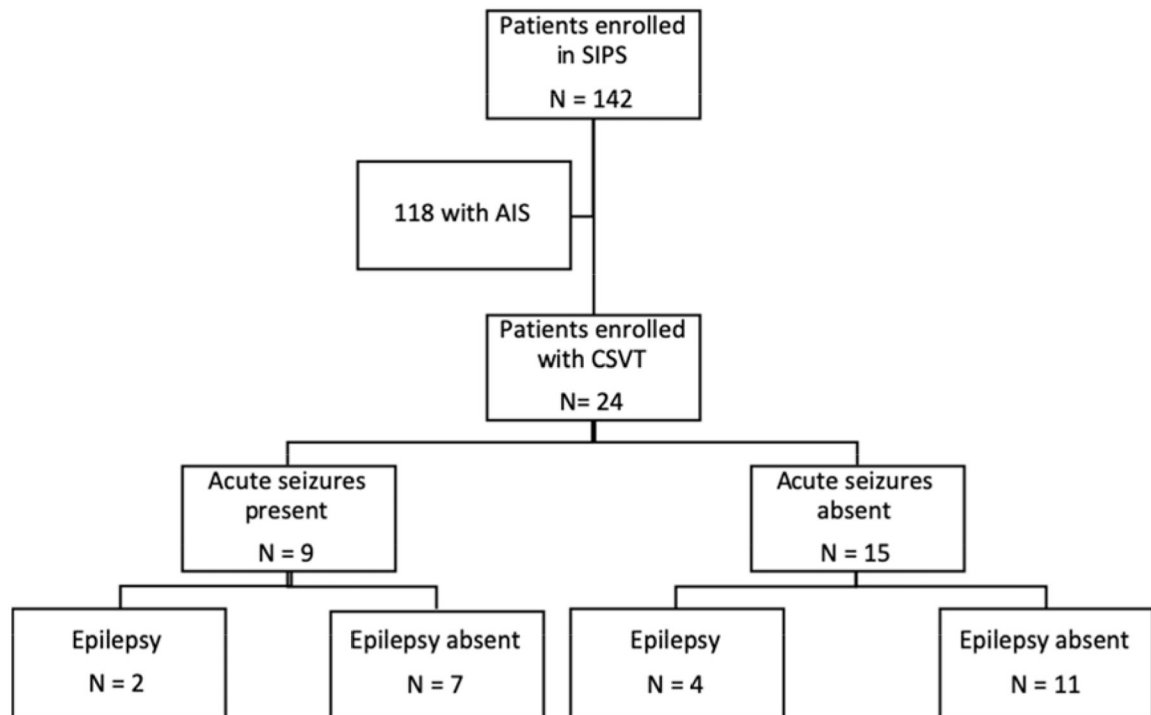 Patients enrolled
in SIPS
N = 142
118 with AIS
Patients enrolled
with CSVT
N= 24
Acute seizures
present
N = 9
Acute seizures
absent
N = 15
Epilepsy
N = 2
Epilepsy absent
N = 7
Epilepsy
N = 4
Epilepsy absent
N = 11